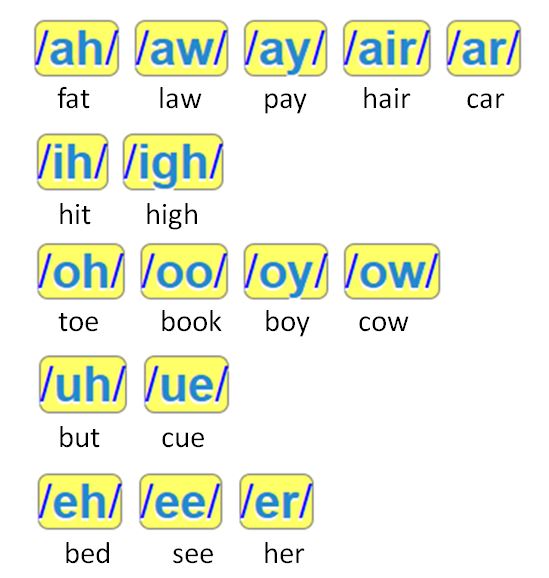 /ah/ /aw/ /ay/ /air/ /ar/
fat law pay hair car
/ih/ /igh/
hit high
/oh/ /oo/ /oy/ /ow/
toe book boy cow
/uh/ /ue/
but cue
/eh/ /ee/ /er/
bed see her